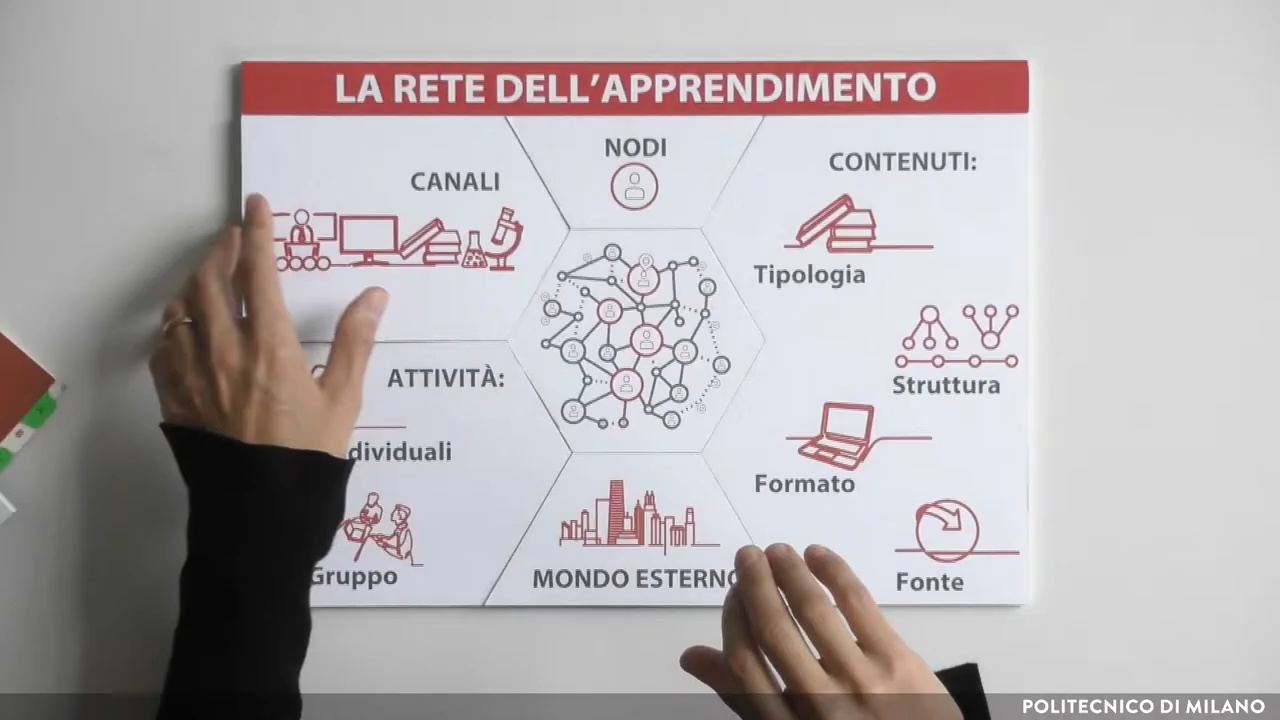 LA RETE DELL'APPRENDIMENTO
CANALI
NODI
CONTENUTI:
Tipologia
Struttura
Formato
Fonte
ATTIVITÀ:
dividuali
Gruppo
MONDO ESTERNO
POLITECNICO DI MILANO